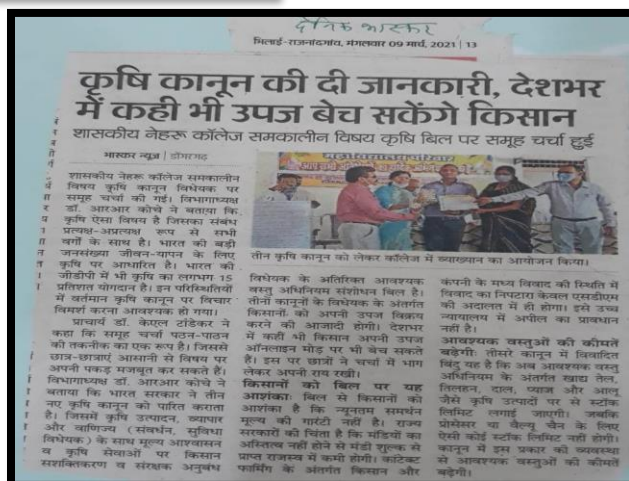 दैनिक भास्कर
भिलाई-राजनांदगांव, मंगलवार 09 मार्च, 2021 | 13
कृषि कानून की दी जानकारी, देशभर
में कही भी उपज बेच सकेंगे किसान
शासकीय नेहरू कॉलेज समकालीन विषय कृषि बिल पर समूह चर्चा हुई
भास्कर न्यूज | डोंगरगढ़
शासकीय नेहरू कॉलेज समकालीन
विषय कृषि कानून विधेयक पर
समूह चर्चा की गई। विभागाध्यक्ष
डॉ. आरआर कोचे ने बताया कि
कृषि ऐसा विषय है जिसका संबंध
प्रत्यक्ष-अप्रत्यक्ष रूप से सभी
वर्गों के साथ है। भारत की बड़ी
जनसंख्या जीवन-यापन के लिए
कृषि पर आधारित है। भारत की
जीडीपी में भी कृषि का लगभग 15
प्रतिशत योगदान है। इन परिस्थितियों
में वर्तमान कृषि कानून पर विचार
विमर्श करना आवश्यक हो गया।
प्राचार्य डॉ. केएल टांडेकर ने
कहा कि समूह चर्चा पठन-पाठन
की तकनीक का एक रूप है। जिससे
छात्र-छात्राएं आसानी से विषय पर
अपनी पकड़ मजबूत कर सकते हैं।
विभागाध्यक्ष डॉ. आरआर कोचे ने
बताया कि भारत सरकार ने तीन
नए कृषि कानून को पारित कराता
है। जिसमें कृषि उत्पादन, व्यापार
और वाणिज्य (संवर्धन, सुविधा
विधेयक) के साथ मूल्य आश्वासन
व कृषि सेवाओं पर किसान
सशक्तिकरण व संरक्षक अनुबंध
तीन कृषि कानून को लेकर कॉलेज में व्याख्यान का आयोजन किया।
विधेयक के अतिरिक्त आवश्यक
वस्तु अधिनियम संशोधन बिल है।
तीनों कानूनों के विधेयक के अंतर्गत
किसानों को अपनी उपज विक्रय
करने की आजादी होगी। देशभर
में कही भी किसान अपनी उपज
ऑनलाइन मोड़ पर भी बेच सकते
हैं। इस पर छात्रों ने चर्चा में भाग
लेकर अपनी राय रखी।
किसानों को बिल पर यह
आशंका: बिल से किसानों को
आशंका है कि न्यूनतम समर्थन
मूल्य की गारंटी नहीं है। राज्य
सरकारों की चिंता है कि मंडियों का
अस्तित्व नहीं होने से मंडी शुल्क से
प्राप्त राजस्व में कमी होगी। कांटेक्ट
फार्मिंग के अंतर्गत किसान और
कंपनी के मध्य विवाद की स्थिति में
विवाद का निपटारा केवल एसडीएम
की अदालत में ही होगा। इसे उच्च
न्यायालय में अपील का प्रावधान
नहीं है।
आवश्यक वस्तुओं की कीमतें
बढ़ेगी: तीसरे कानून में विवादित
बिंदु यह है कि अब आवश्यक वस्तु
अधिनियम के अंतर्गत खाद्य तेल,
तिलहन, दाल, प्याज और आलू
जैसे कृषि उत्पादों पर से स्टॉक
लिमिट लगाई जाएगी। जबकि
प्रोसेसर या वैल्यू चैन के लिए
ऐसी कोई स्टॉक लिमिट नहीं होगी।
कानून में इस प्रकार की व्यवस्था
से आवश्यक वस्तुओं की कीमतें
बढ़ेगी।